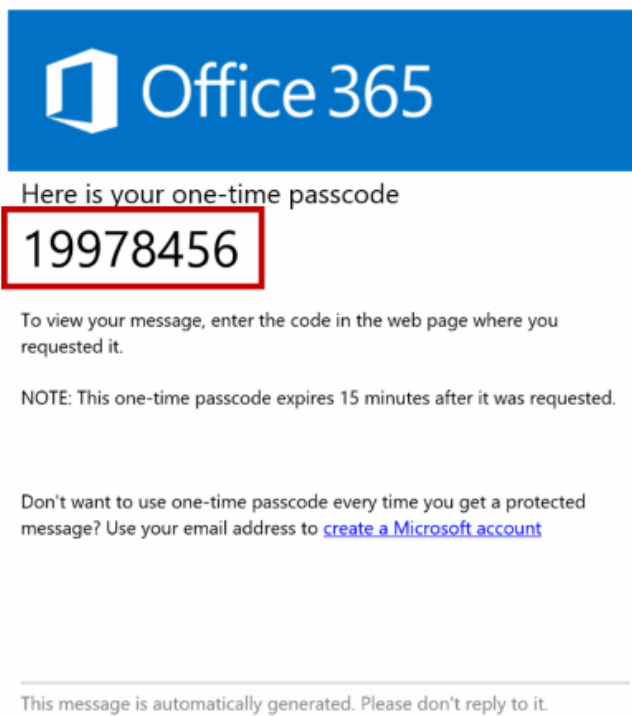 Office 365
Here is your one-time passcode
19978456
To view your message, enter the code in the web page where you
requested it.
NOTE: This one-time passcode expires 15 minutes after it was requested.
Don't want to use one-time passcode every time you get a protected
message? Use your email address to create a Microsoft account
This message is automatically generated. Please don't reply to it.